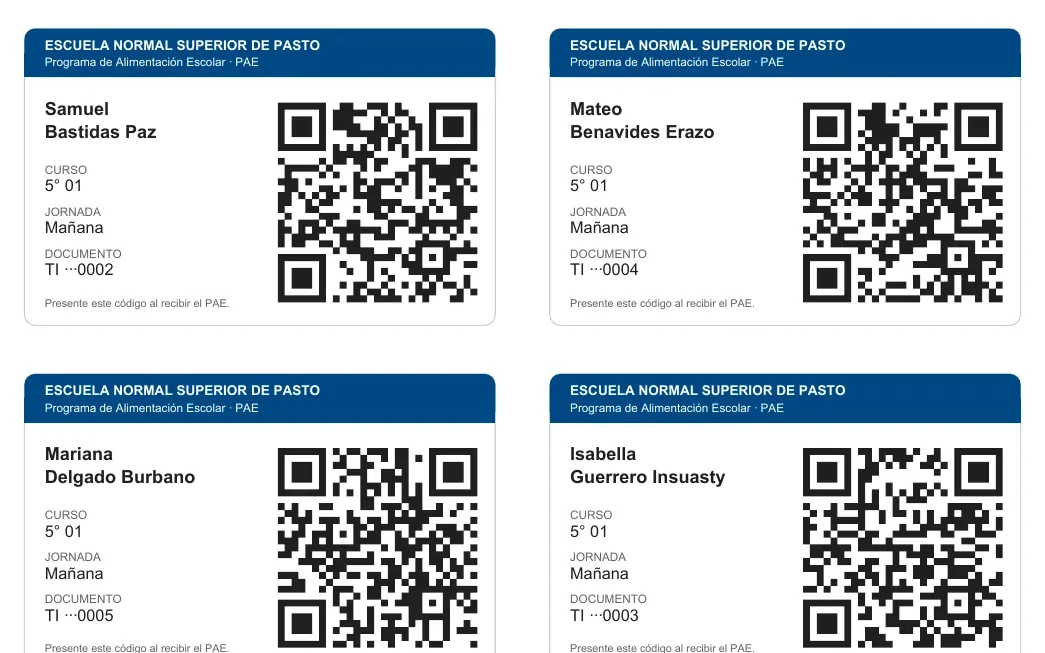 ESCUELA NORMAL SUPERIOR DE PASTO
Programa de Alimentación Escolar · PAE
Samuel
Bastidas Paz
CURSO
5° 01
JORNADA
Mañana
DOCUMENTO
TI ···0002
Presente este código al recibir el PAE.
ESCUELA NORMAL SUPERIOR DE PASTO
Programa de Alimentación Escolar · PAE
Mateo
Benavides Erazo
CURSO
5° 01
JORNADA
Mañana
DOCUMENTO
TI ···0004
Presente este código al recibir el PAE.
ESCUELA NORMAL SUPERIOR DE PASTO
Programa de Alimentación Escolar · PAE
Mariana
Delgado Burbano
CURSO
5° 01
JORNADA
Mañana
DOCUMENTO
TI ···0005
Presente este código al recibir el PAE.
ESCUELA NORMAL SUPERIOR DE PASTO
Programa de Alimentación Escolar · PAE
Isabella
Guerrero Insuasty
CURSO
5° 01
JORNADA
Mañana
DOCUMENTO
TI ···0003
Presente este código al recibir el PAE.